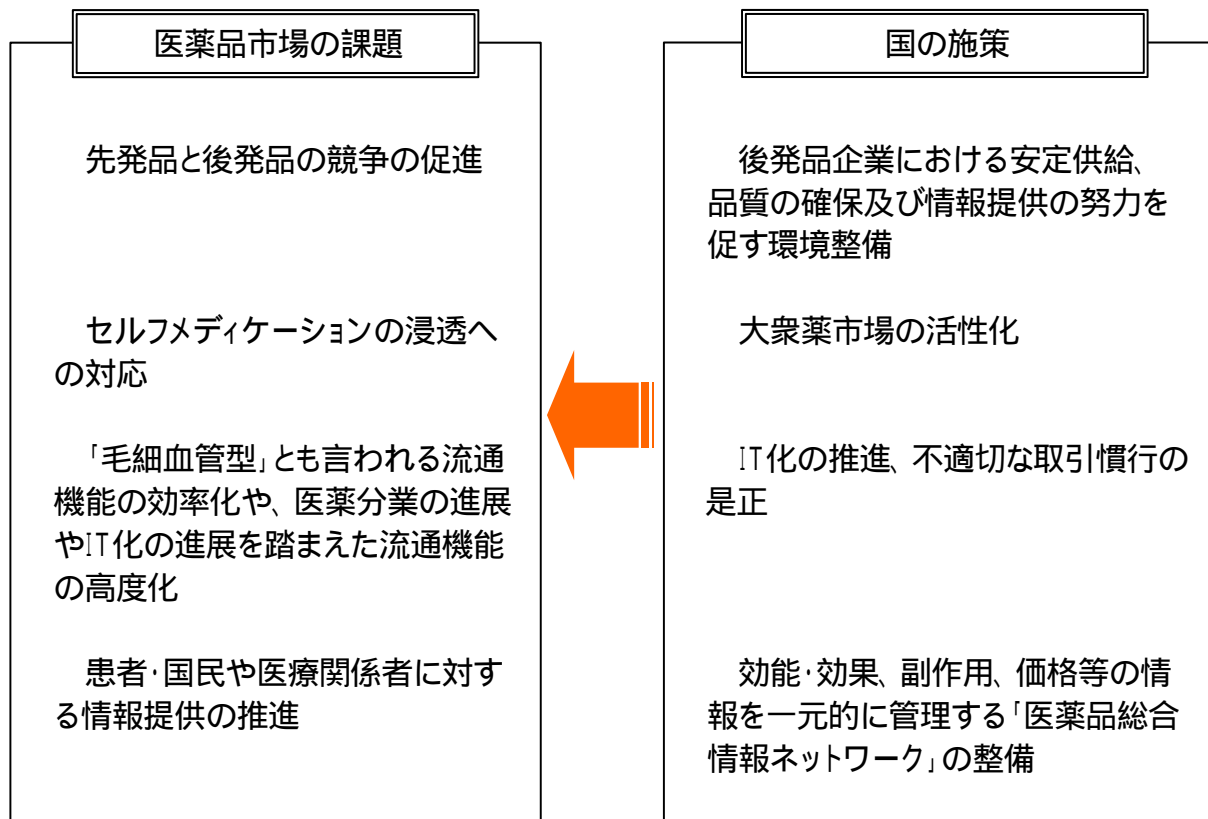 医薬品市場の課題
先発品と後発品の競争の促進
セルフメディケーションの浸透へ
の対応
「毛細血管型」とも言われる流通
機能の効率化や、医薬分業の進展
やIT化の進展を踏まえた流通機能
の高度化
患者・国民や医療関係者に対す
る情報提供の推進
国の施策
後発品企業における安定供給、
品質の確保及び情報提供の努力を
促す環境整備
大衆薬市場の活性化
IT化の推進、不適切な取引慣行の
是正
効能・効果、副作用、価格等の情
報を一元的に管理する「医薬品総合
情報ネットワーク」の整備